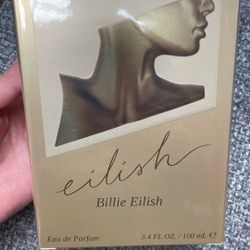 eilish
Billie Eilish
Eau de Parfum
3.4 FL OZ. / 100 mL ℮